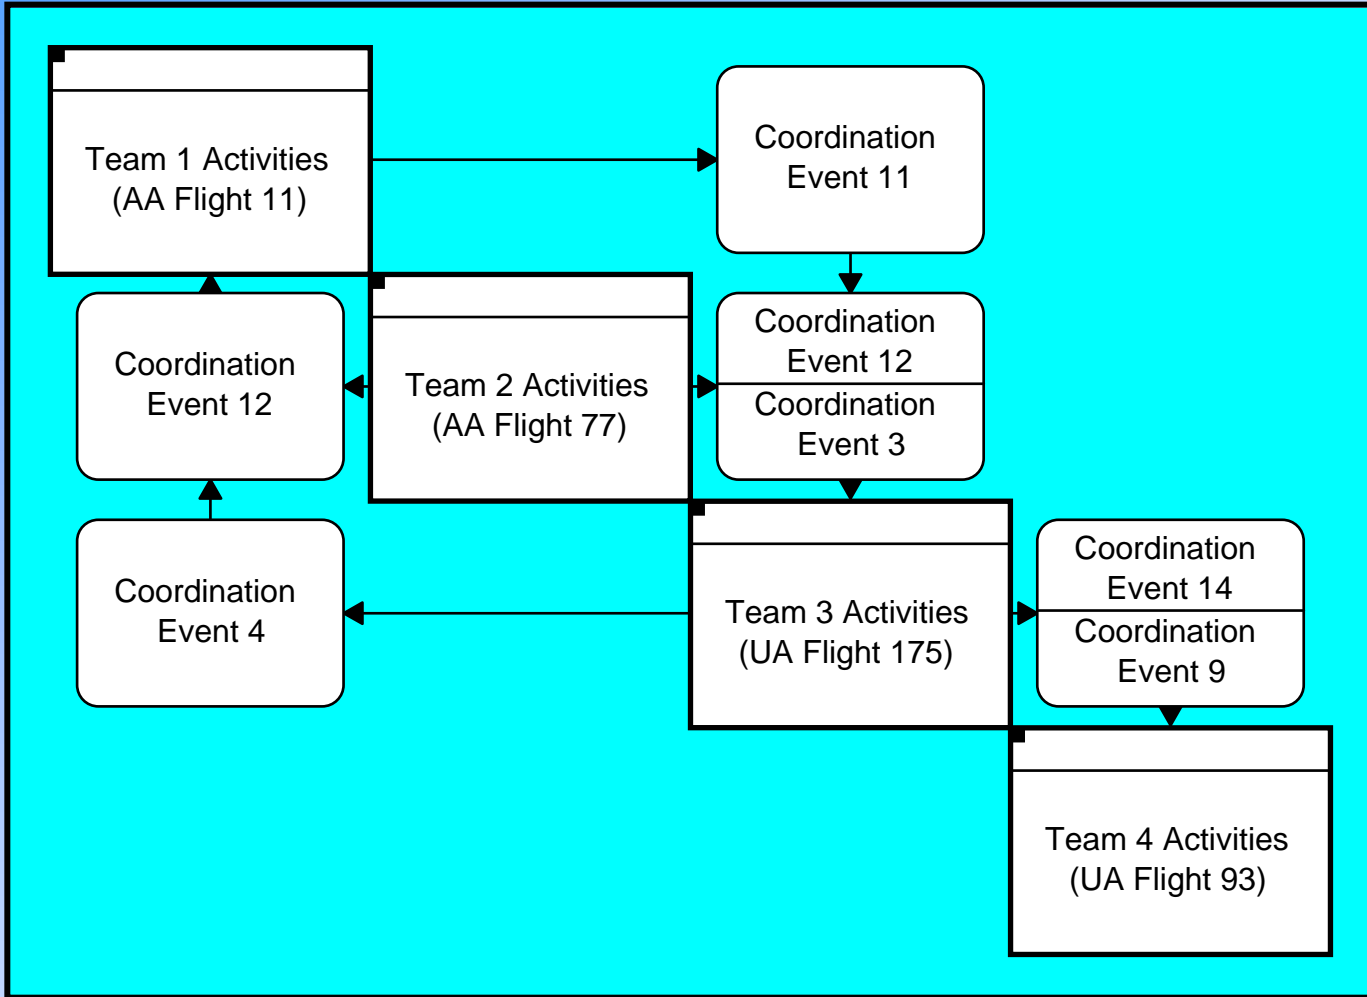 Team 1 Activities
(AA Flight 11)
Coordination
Event 11
Coordination
Event 12
Team 2 Activities
(AA Flight 77)
Coordination
Event 12
Coordination
Event 3
Coordination
Event 4
Team 3 Activities
(UA Flight 175)
Coordination
Event 14
Coordination
Event 9
Team 4 Activities
(UA Flight 93)